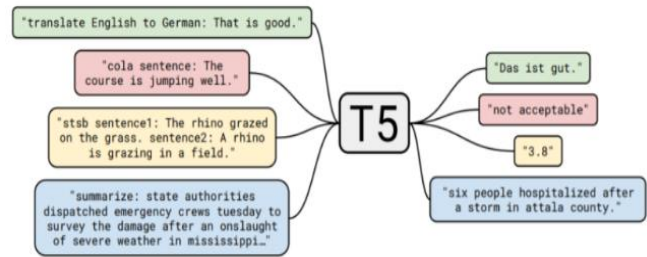 "translate English to German: That is good."
"cola sentence: The
course is jumping well."
"stsb sentence1: The rhino grazed
on the grass. sentence2: A rhino
is grazing in a field."
"summarize: state authorities
dispatched emergency crews tuesday to
survey the damage after an onslaught
of severe weather in mississippi…"
T5
"Das ist gut."
"not acceptable"
"3.8"
"six people hospitalized after
a storm in attala county."